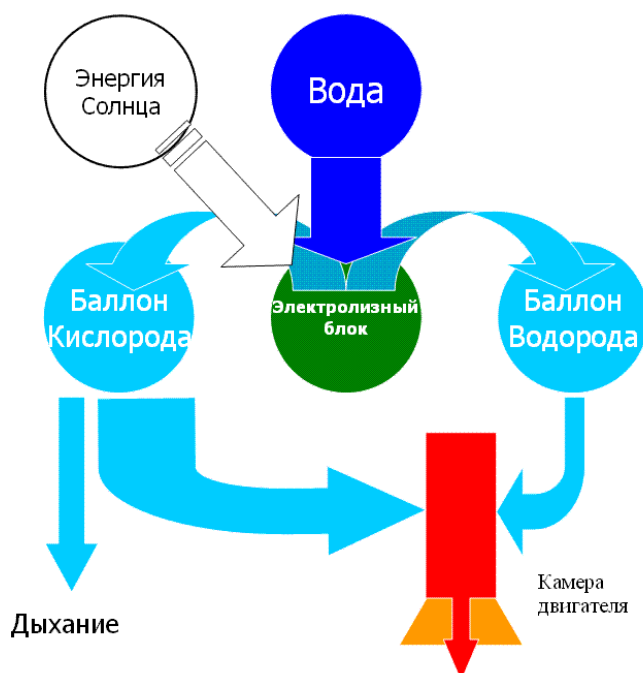 Энергия
Солнца
Вода
Баллон
Кислорода
Электролизный
блок
Баллон
Водорода
Дыхание
Камера
двигателя